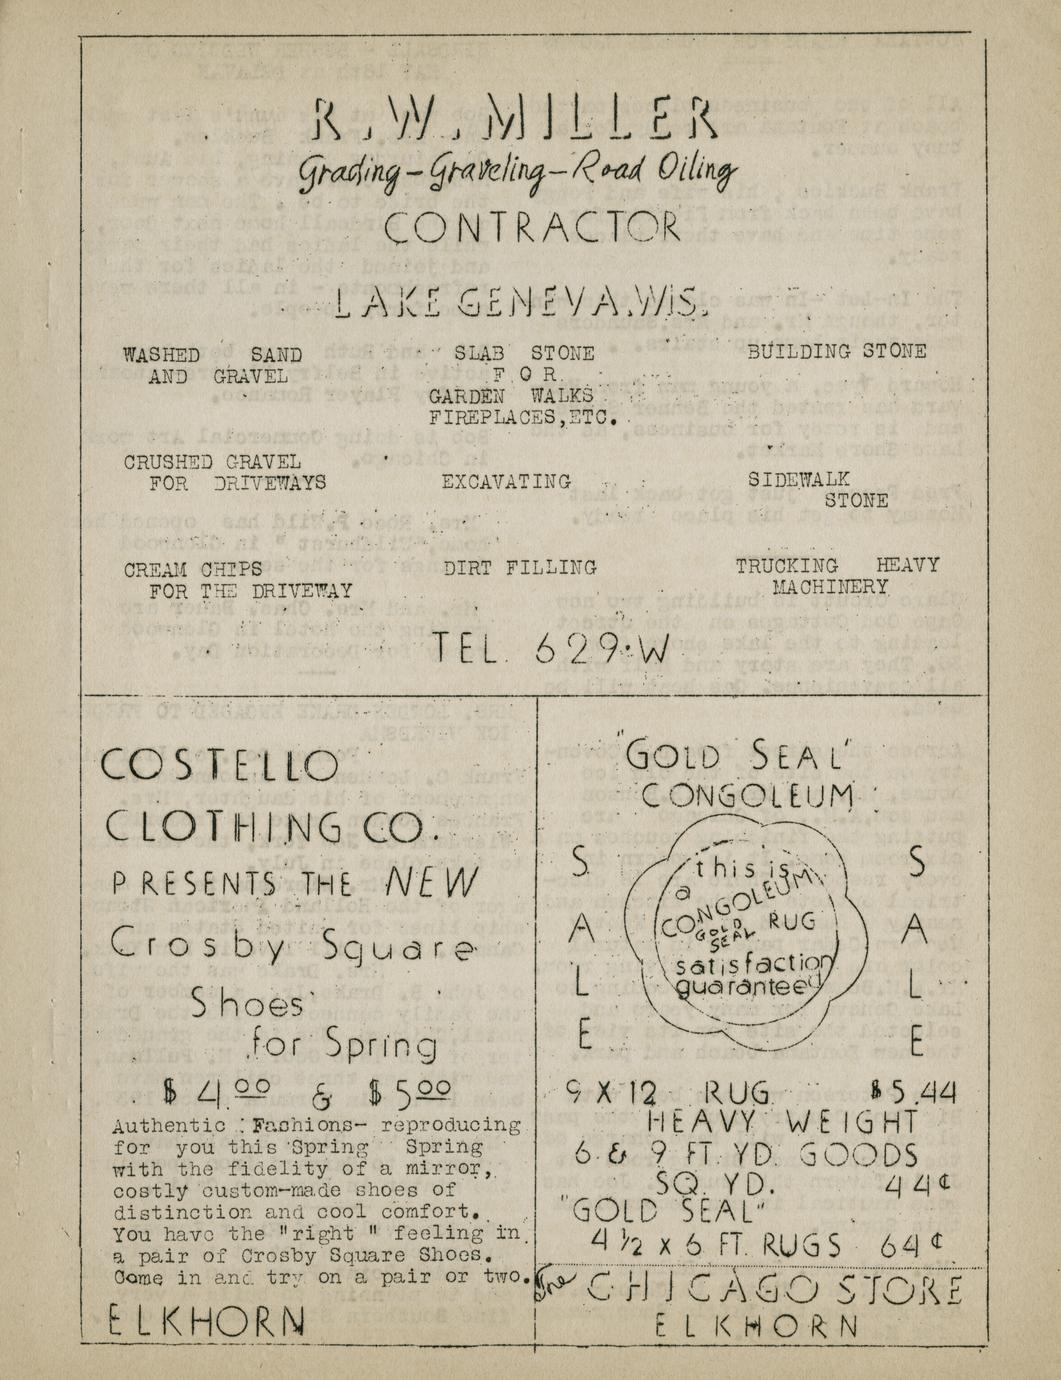 R.W.MILLER
Grading-Graveling-Road Oiling
CONTRACTOR
LAKE GENEVA.WIS.
WASHED SAND
AND GRAVEL
SLAB STONE
F O R
GARDEN WALKS
FIREPLACES,ETC.
BUILDING STONE
CRUSHED GRAVEL
FOR DRIVEWAYS
EXCAVATING
SIDEWALK
STONE
CREAM CHIPS
FOR THE DRIVEWAY
DIRT FILLING
TRUCKING HEAVY
MACHINERY
TEL. 629-W
COSTELLO
CLOTHING CO.
PRESENTS THE NEW
Crosby Square
Shoes
for Spring
$4.00 & $5.00
Authentic Fashions- reproducing
for you this Spring Spring
with the fidelity of a mirror,
costly custom-made shoes of
distinction and cool comfort.
You have the "right " feeling in
a pair of Crosby Square Shoes.
Come in and try on a pair or two.
ELKHORN
"GOLD SEAL"
CONGOLEUM
SALE
this is
a
CONGOLEUM
GOLD
SEAL
RUG
satisfaction
guaranteed
SALE
9 X 12 RUG $5.44
HEAVY WEIGHT
6 & 9 FT. YD. GOODS
SQ. YD. 44¢
"GOLD SEAL"
4 ½ x 6 FT. RUGS 64¢
The CHICAGO STORE
ELKHORN